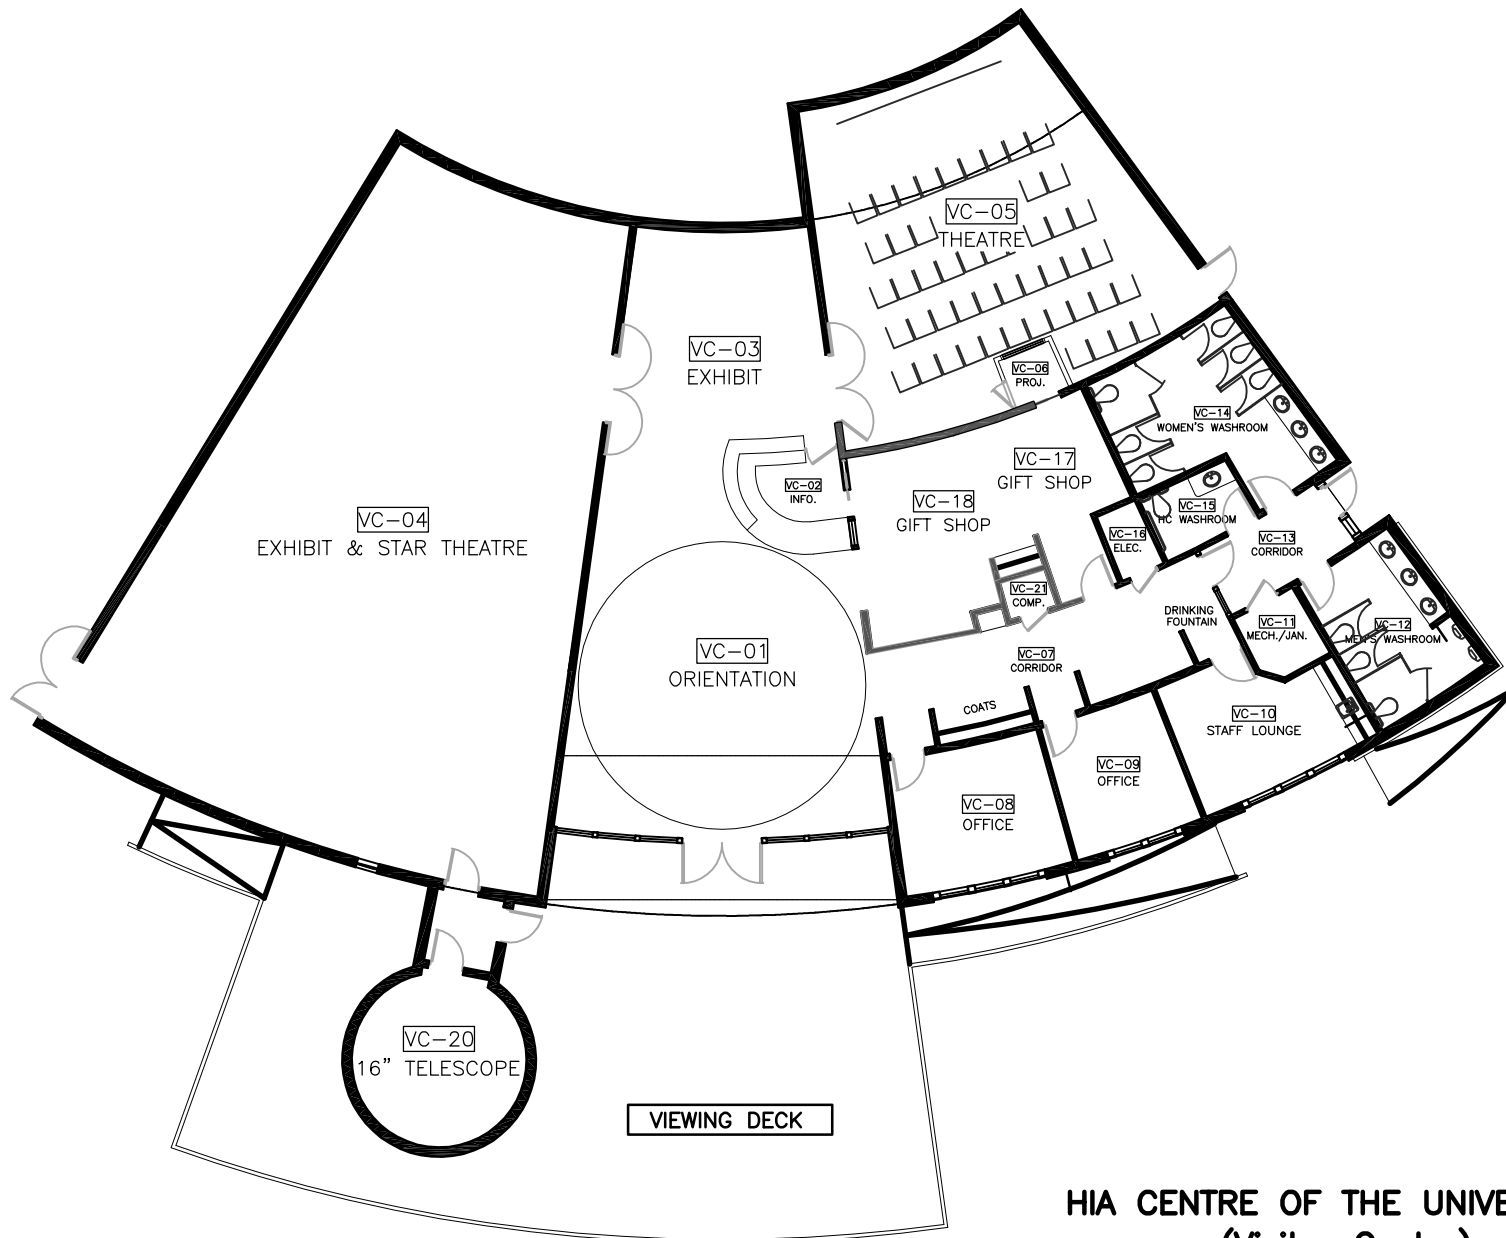 VC-05
THEATRE
VC-03
EXHIBIT
VC-06
PROJ.
VC-14
WOMEN'S WASHROOM
VC-17
GIFT SHOP
VC-02
INFO.
VC-18
GIFT SHOP
VC-15
HC WASHROOM
VC-04
EXHIBIT & STAR THEATRE
VC-16
ELEC.
VC-13
CORRIDOR
VC-21
COMP.
DRINKING
FOUNTAIN
VC-11
MECH./JAN.
VC-12
MEN'S WASHROOM
VC-01
ORIENTATION
VC-07
CORRIDOR
COATS
VC-10
STAFF LOUNGE
VC-09
OFFICE
VC-08
OFFICE
VC-20
16" TELESCOPE
VIEWING DECK
HIA CENTRE OF THE UNIVE